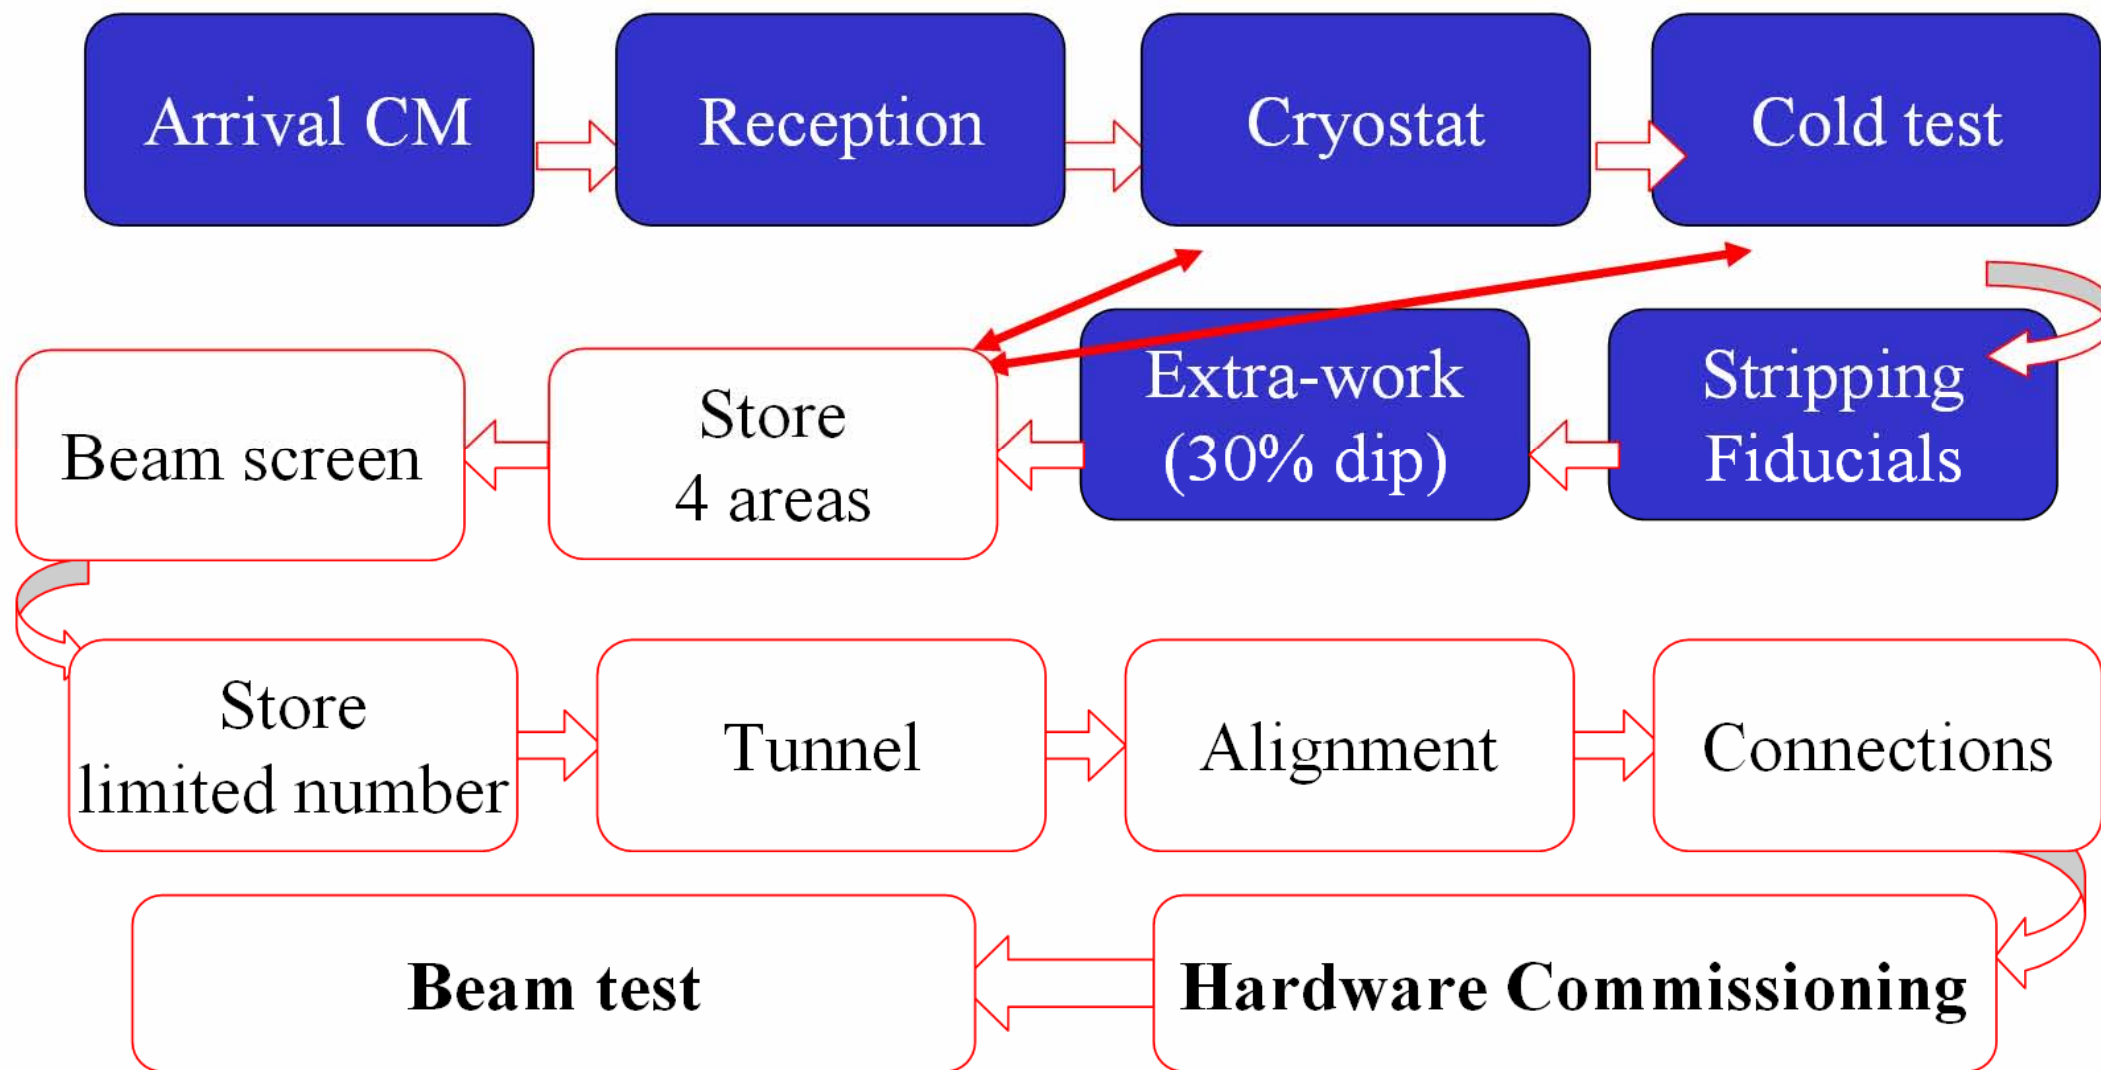 Arrival CM
Reception
Cryostat
Cold test
Stripping
Fiducials
Extra-work
(30% dip)
Store
4 areas
Beam screen
Store
limited number
Tunnel
Alignment
Connections
Hardware Commissioning
Beam test